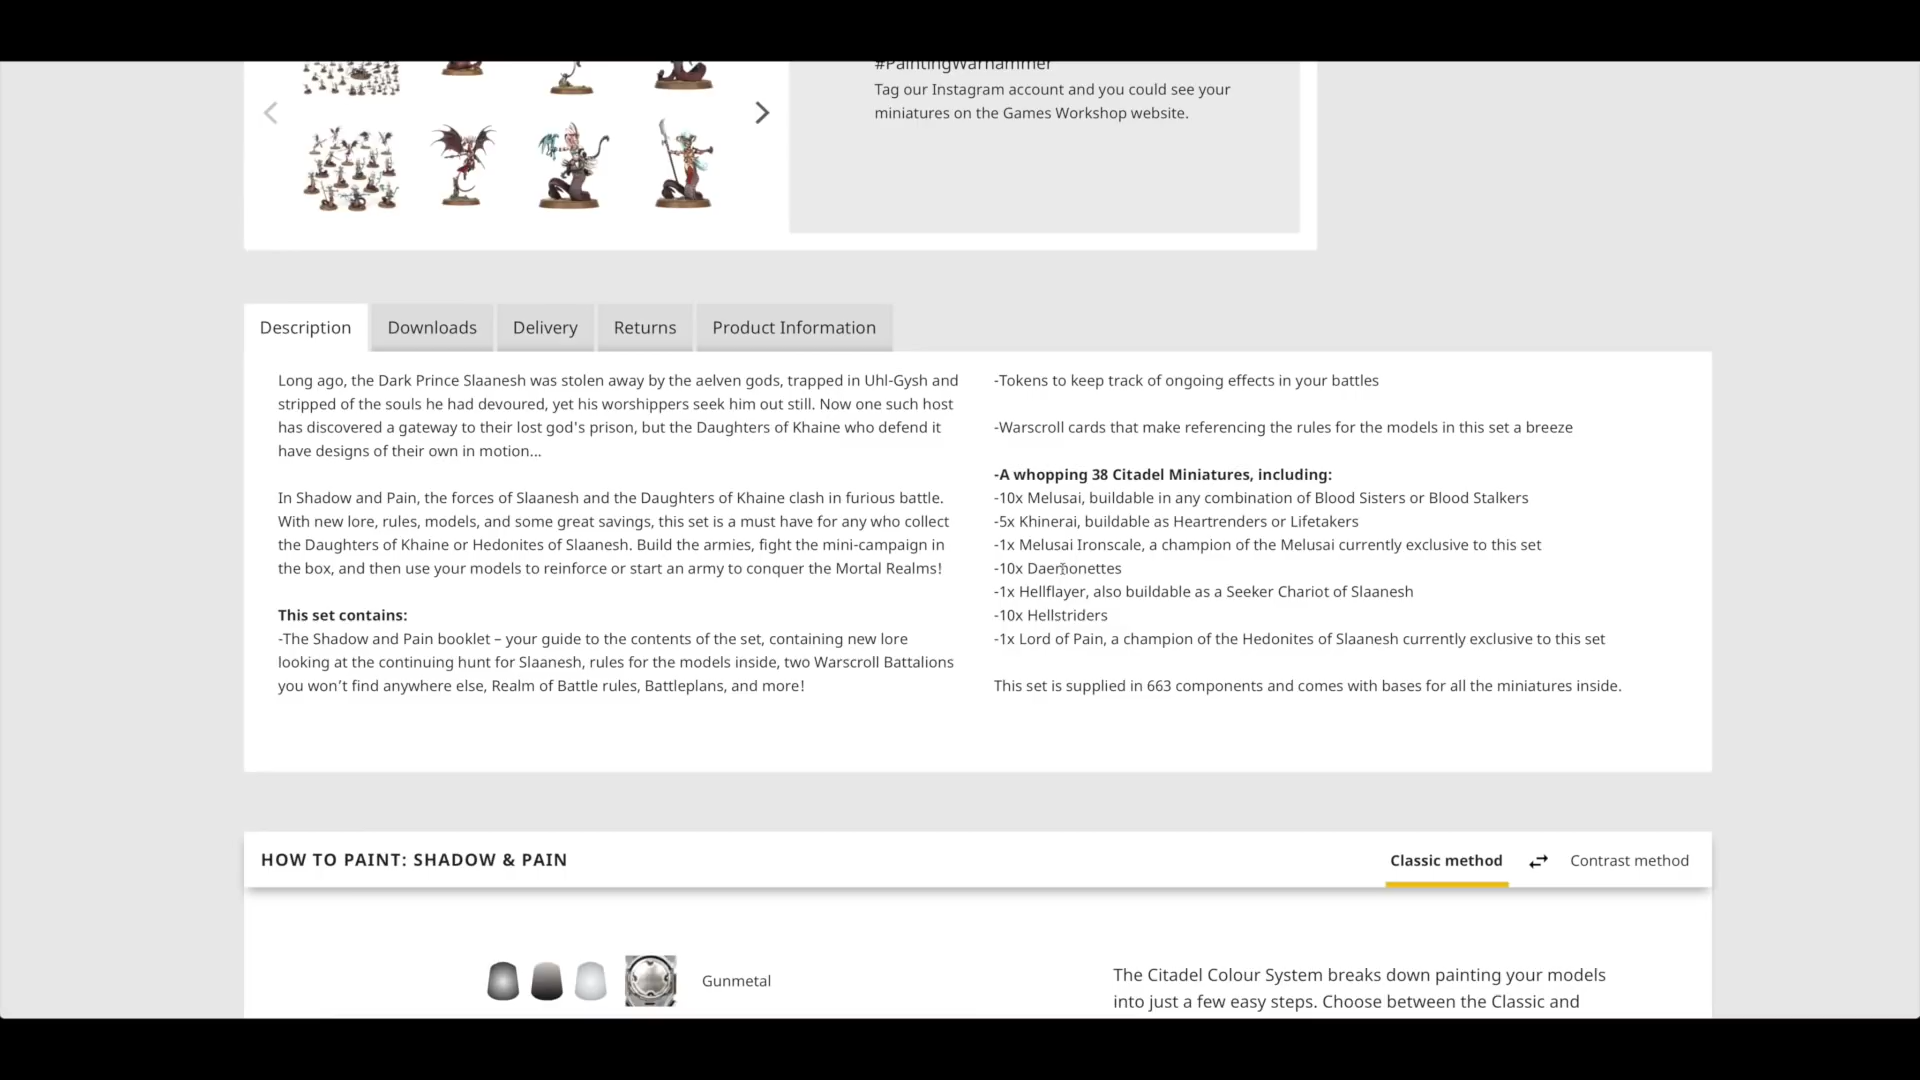 #PaintingWarhammer
Tag our Instagram account and you could see your
miniatures on the Games Workshop website.
Description
Downloads
Delivery
Returns
Product Information
Long ago, the Dark Prince Slaanesh was stolen away by the aelven gods, trapped in Uhl-Gysh and
stripped of the souls he had devoured, yet his worshippers seek him out still. Now one such host
has discovered a gateway to their lost god's prison, but the Daughters of Khaine who defend it
have designs of their own in motion...
In Shadow and Pain, the forces of Slaanesh and the Daughters of Khaine clash in furious battle.
With new lore, rules, models, and some great savings, this set is a must have for any who collect
the Daughters of Khaine or Hedonites of Slaanesh. Build the armies, fight the mini-campaign in
the box, and then use your models to reinforce or start an army to conquer the Mortal Realms!
This set contains:
-The Shadow and Pain booklet – your guide to the contents of the set, containing new lore
looking at the continuing hunt for Slaanesh, rules for the models inside, two Warscroll Battalions
you won’t find anywhere else, Realm of Battle rules, Battleplans, and more!
-Tokens to keep track of ongoing effects in your battles
-Warscroll cards that make referencing the rules for the models in this set a breeze
-A whopping 38 Citadel Miniatures, including:
-10x Melusai, buildable in any combination of Blood Sisters or Blood Stalkers
-5x Khinerai, buildable as Heartrenders or Lifetakers
-1x Melusai Ironscale, a champion of the Melusai currently exclusive to this set
-10x Daemonettes
-1x Hellflayer, also buildable as a Seeker Chariot of Slaanesh
-10x Hellstriders
-1x Lord of Pain, a champion of the Hedonites of Slaanesh currently exclusive to this set
This set is supplied in 663 components and comes with bases for all the miniatures inside.
HOW TO PAINT: SHADOW & PAIN
Classic method
Contrast method
Gunmetal
The Citadel Colour System breaks down painting your models
into just a few easy steps. Choose between the Classic and